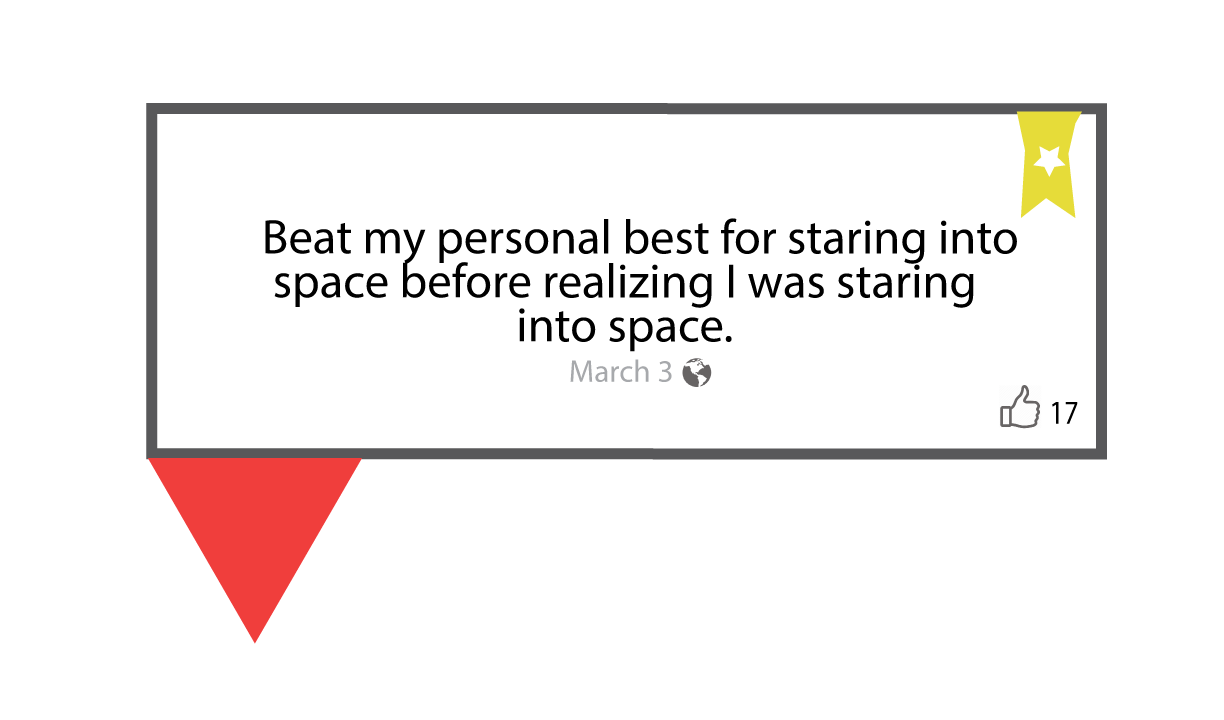 Beat my personal best for staring into
space before realizing I was staring
into space.
March 3
17